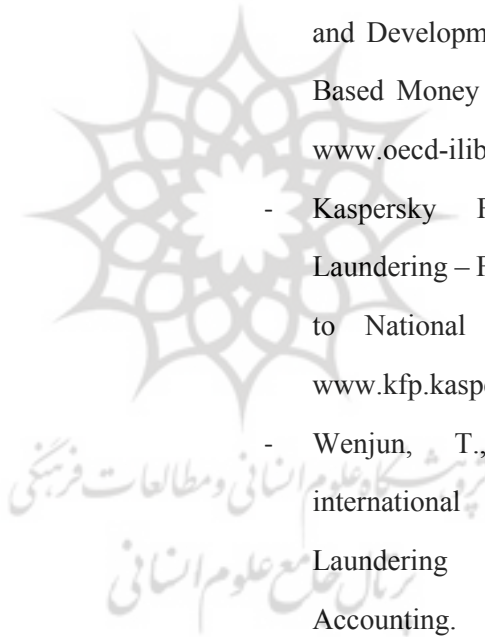 and Developm
Based Money
www.oecd-ilib
- Kaspersky F
Laundering – F
to National
www.kfp.kaspe
- Wenjun, T.,
international
Laundering
Accounting.
پژوهشگاه علوم انسانی و مطالعات فرهنگی
پرتال جامع علوم انسانی